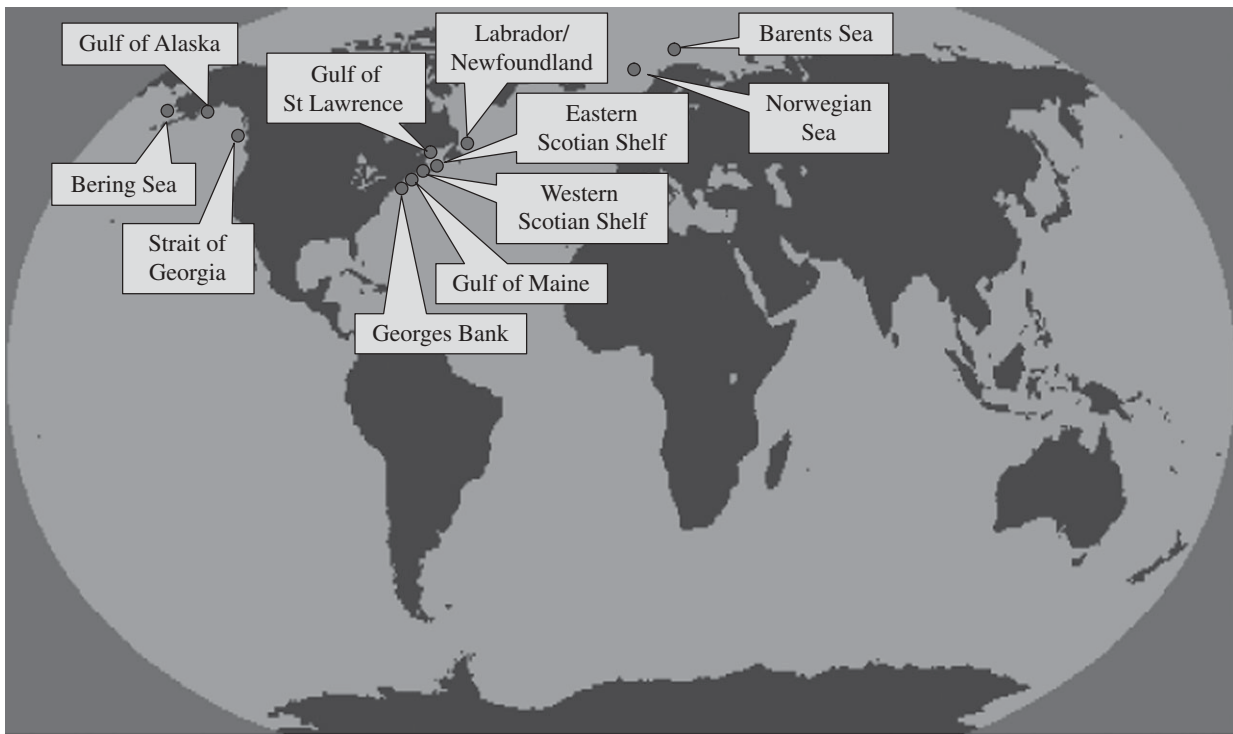 Gulf of Alaska
Labrador/
Newfoundland
Barents Sea
Gulf of
St Lawrence
Norwegian
Sea
Eastern
Scotian Shelf
Bering Sea
Western
Scotian Shelf
Strait of
Georgia
Gulf of Maine
Georges Bank